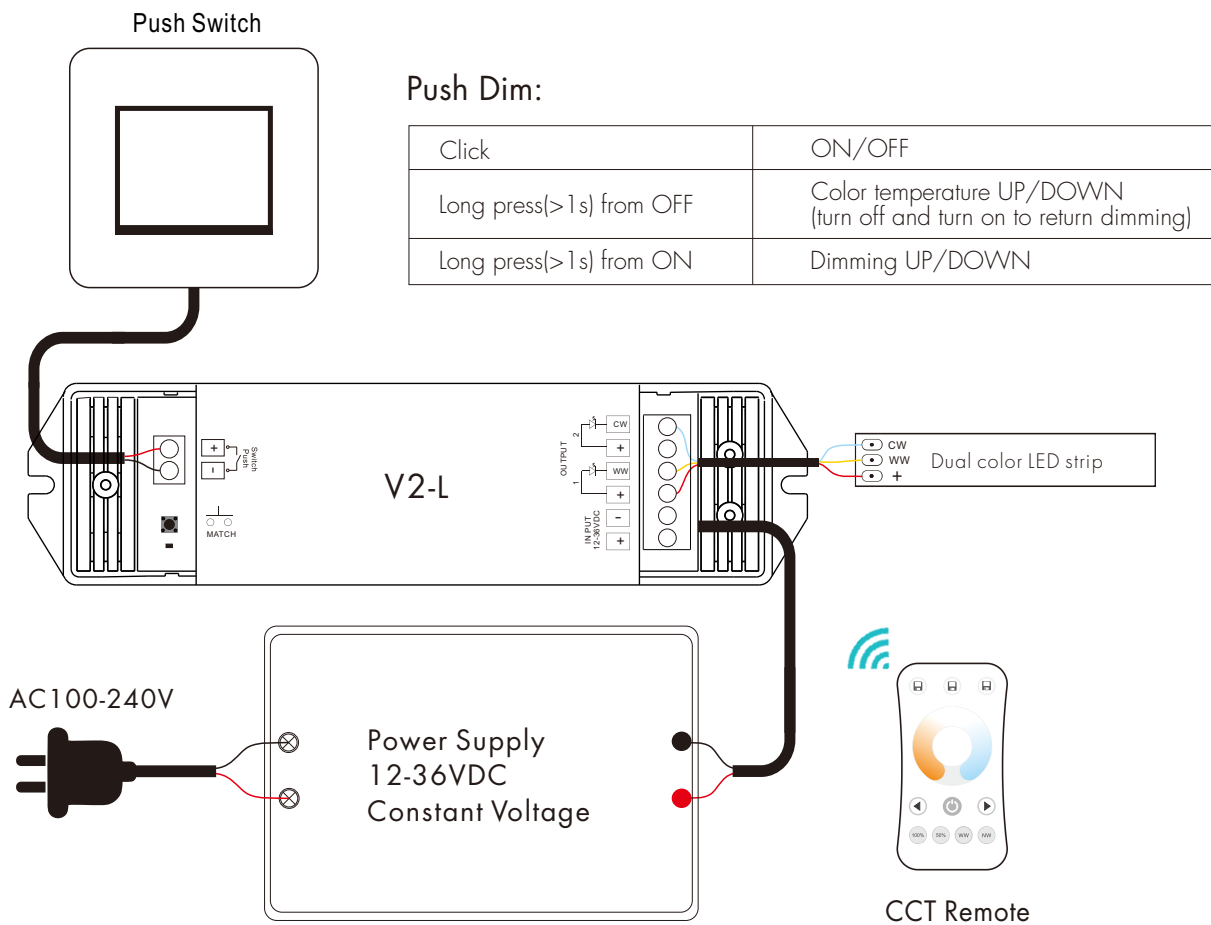 Push Switch
Push Dim:
Click ON/OFF
Long press(>1s) from OFF Color temperature UP/DOWN
(turn off and turn on to return dimming)
Long press(>1s) from ON Dimming UP/DOWN
+
-
Push
Switch
MATCH
V2-L
OUTPUT
2
CW
+
1
WW
+
INPUT
12-36VDC
-
+
CW
WW
+
Dual color LED strip
AC100-240V
Power Supply
12-36VDC
Constant Voltage
100% 50% WW NW
CCT Remote